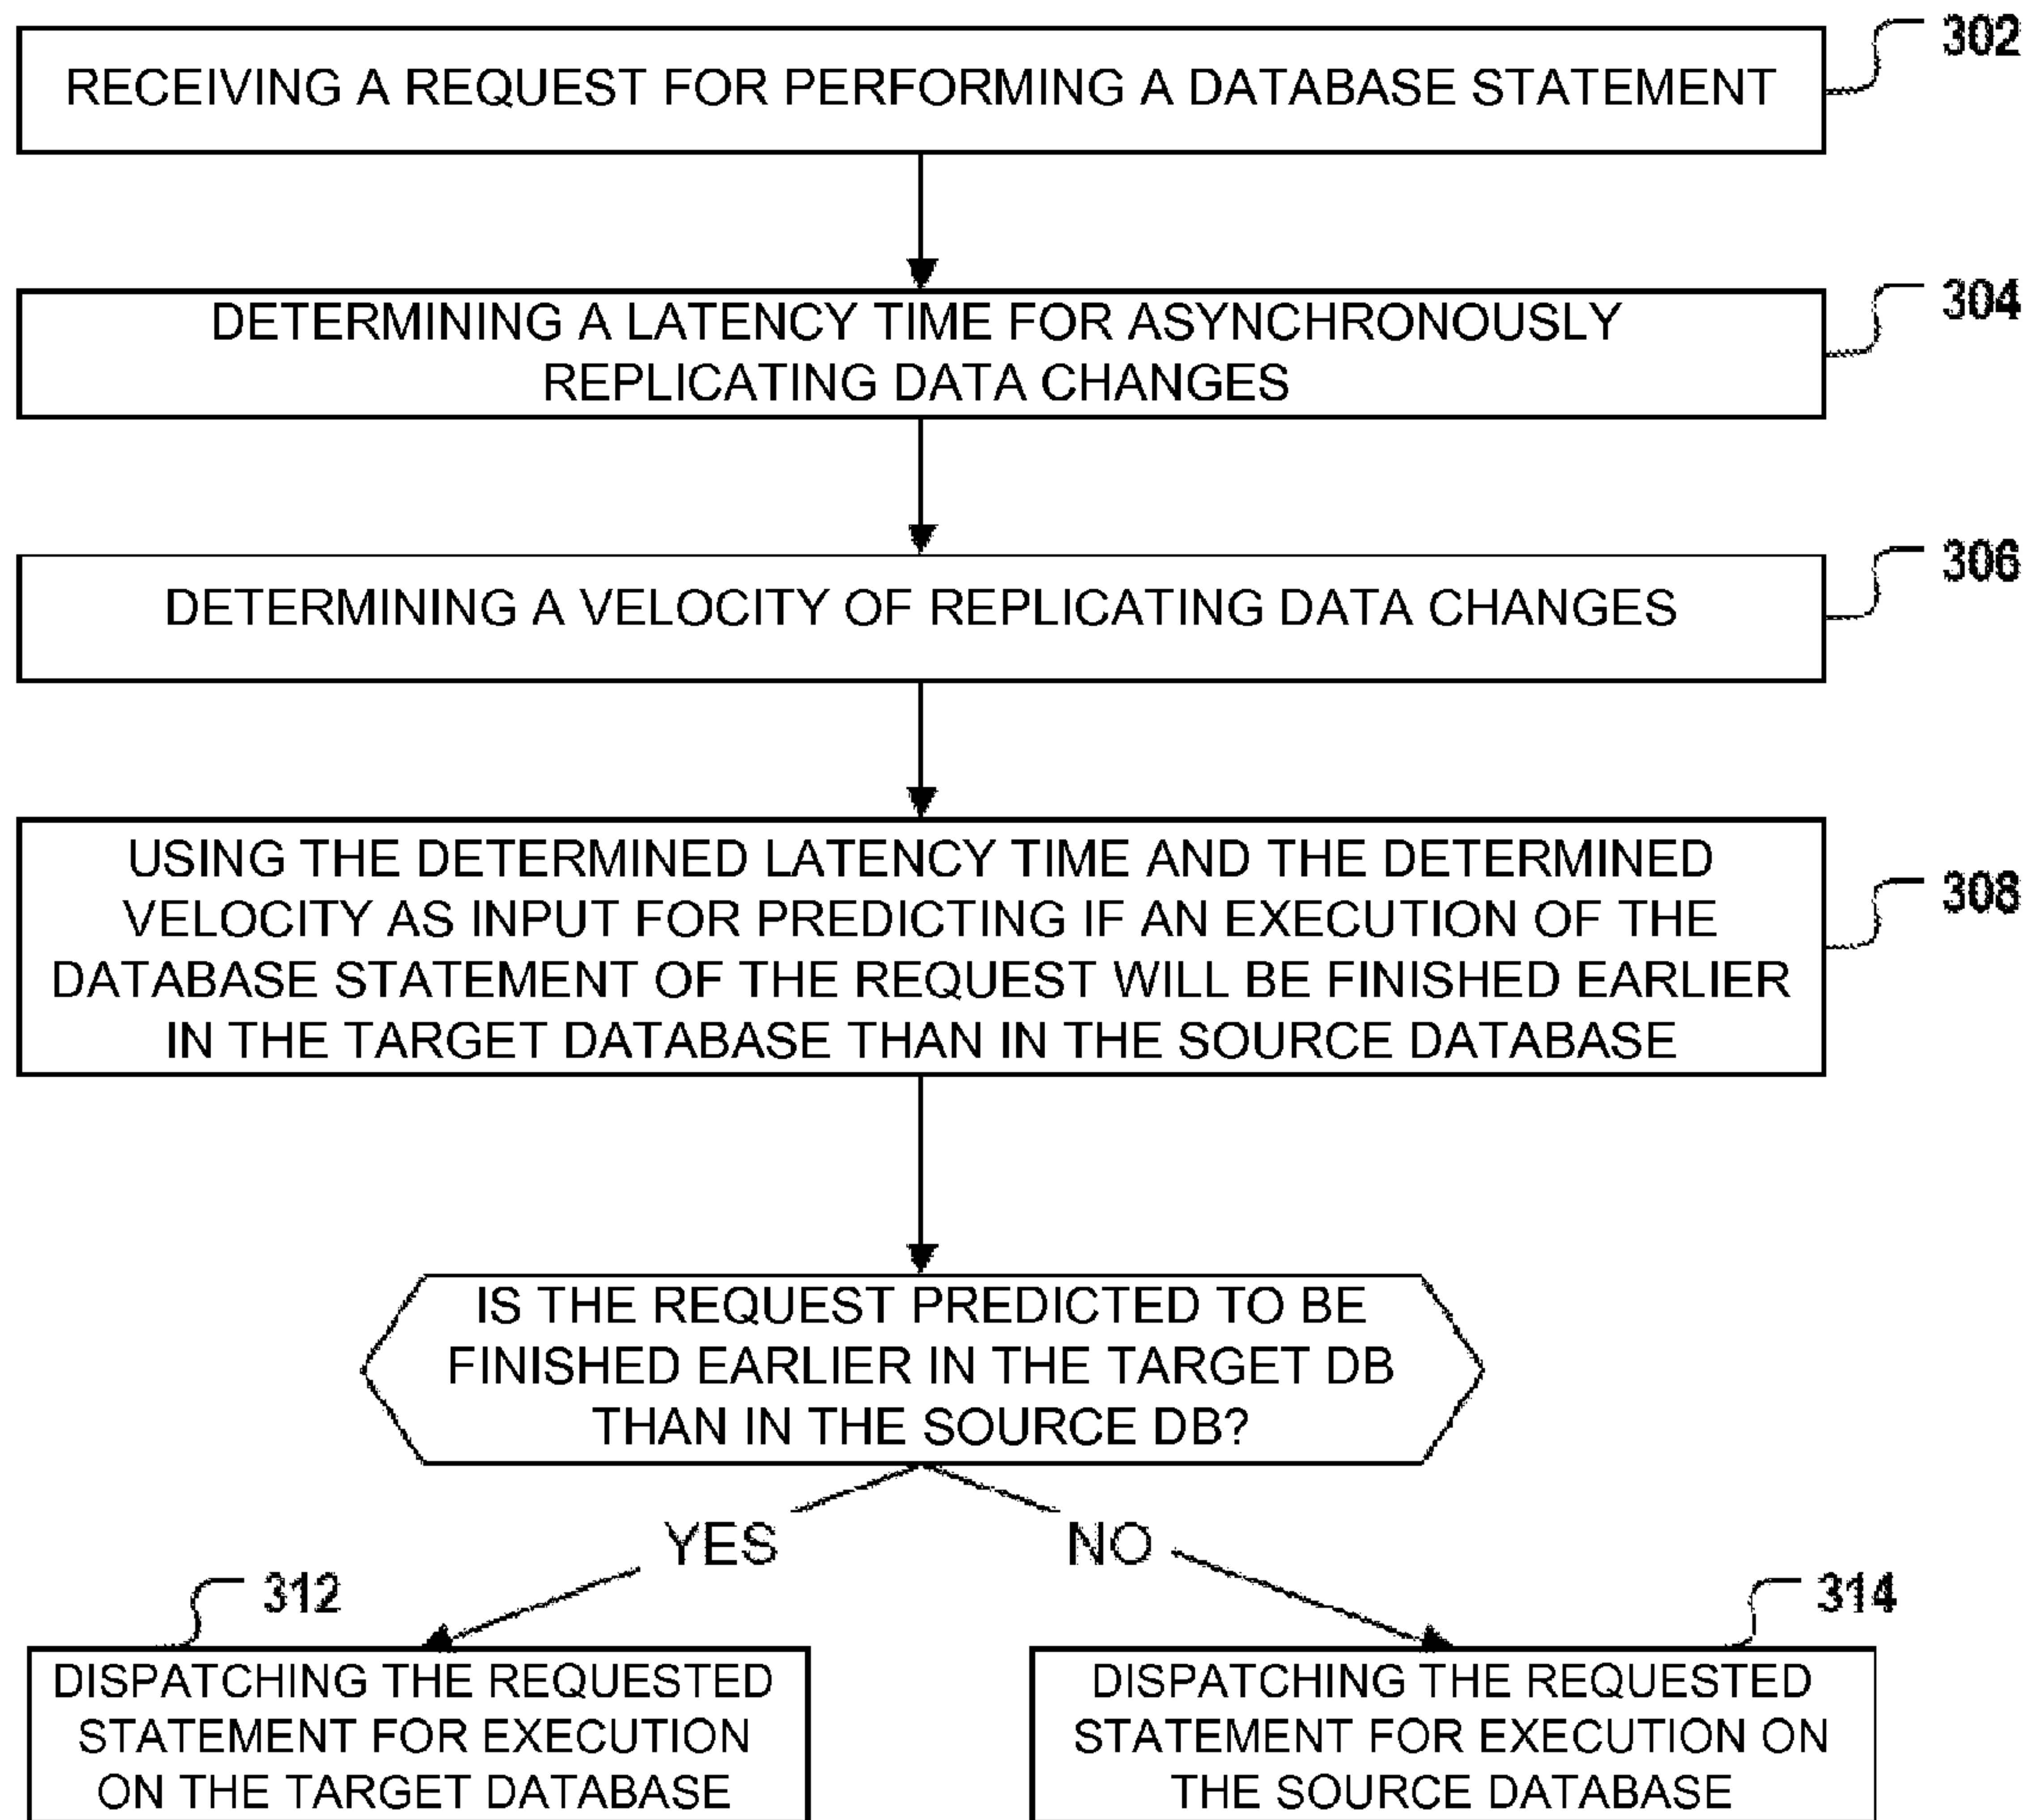 302
RECEIVING A REQUEST FOR PERFORMING A DATABASE STATEMENT
304
DETERMINING A LATENCY TIME FOR ASYNCHRONOUSLY
REPLICATING DATA CHANGES
306
DETERMINING A VELOCITY OF REPLICATING DATA CHANGES
308
USING THE DETERMINED LATENCY TIME AND THE DETERMINED
VELOCITY AS INPUT FOR PREDICTING IF AN EXECUTION OF THE
DATABASE STATEMENT OF THE REQUEST WILL BE FINISHED EARLIER
IN THE TARGET DATABASE THAN IN THE SOURCE DATABASE
IS THE REQUEST PREDICTED TO BE
FINISHED EARLIER IN THE TARGET DB
THAN IN THE SOURCE DB?
YES
NO
312
DISPATCHING THE REQUESTED
STATEMENT FOR EXECUTION
ON THE TARGET DATABASE
314
DISPATCHING THE REQUESTED
STATEMENT FOR EXECUTION ON
THE SOURCE DATABASE